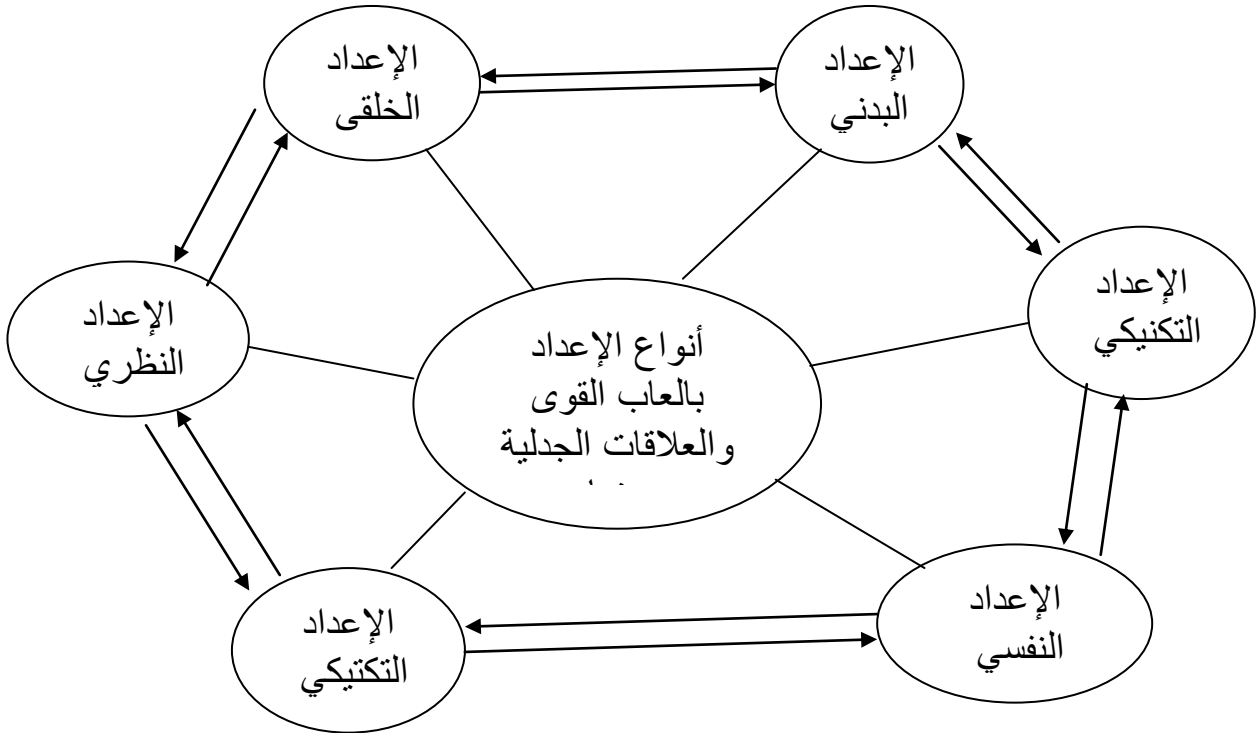 الإعداد
الخلقى
الإعداد
البدني
الإعداد
التكنيكي
الإعداد
النظري
أنواع الإعداد
بالعاب القوى
والعلاقات الجدلية
الإعداد
النفسي
الإعداد
التكتيكي